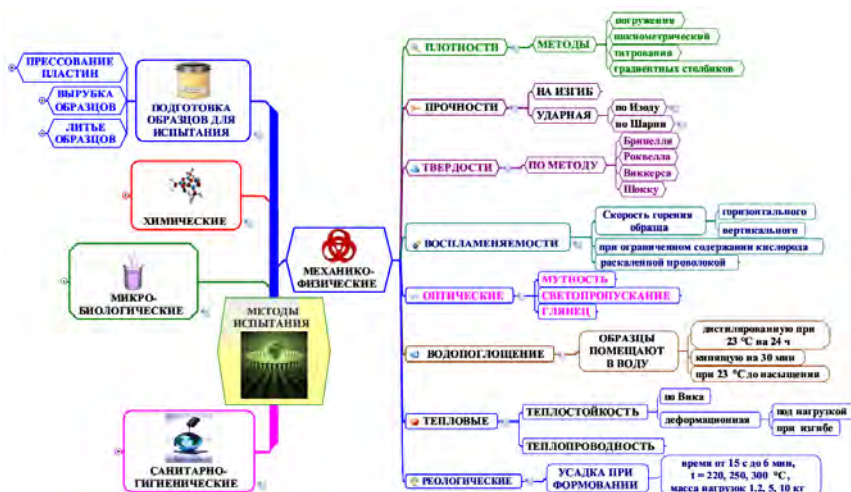 ПРЕССОВАНИЕ
ПЛАСТИН
ВЫРУБКА
ОБРАЗЦОВ
ЛИТЬЕ
ОБРАЗЦОВ
ПОДГОТОВКА
ОБРАЗЦОВ ДЛЯ
ИСПЫТАНИЯ
ХИМИЧЕСКИЕ
МИКРО-
БИОЛОГИЧЕСКИЕ
САНИТАРНО-
ГИГИЕНИЧЕСКИЕ
МЕТОДЫ
ИСПЫТАНИЯ
МЕХАНИКО-
ФИЗИЧЕСКИЕ
ПЛОТНОСТИ
МЕТОДЫ
погружения
пикнометрический
титрования
градиентных столбиков
ПРОЧНОСТИ
НА ИЗГИБ
УДАРНАЯ
по Изоду
по Шарпи
ТВЕРДОСТИ
ПО МЕТОДУ
Бринелля
Роквелла
Виккерса
Шокку
ВОСПЛАМЕНЯЕМОСТИ
Скорость горения
образца
горизонтального
вертикального
при ограниченном содержании кислорода
раскаленной проволокой
ОПТИЧЕСКИЕ
МУТНОСТЬ
СВЕТОПРОПУСКАНИЕ
ГЛЯНЕЦ
ВОДОПОГЛОЩЕНИЕ
ОБРАЗЦЫ
ПОМЕЩАЮТ
В ВОДУ
дистилированную при
23 °С на 24 ч
кипящую на 30 мин
при 23 °С до насыщения
ТЕПЛОВЫЕ
ТЕПЛОСТОЙКОСТЬ
по Вика
деформационная
под нагрузкой
при изгибе
ТЕПЛОПРОВОДНОСТЬ
РЕОЛОГИЧЕСКИЕ
УСАДКА ПРИ
ФОРМОВАНИИ
время от 15 с до 6 мин,
t = 220, 250, 300 °С,
масса нагрузок 1,2, 5, 10 кг